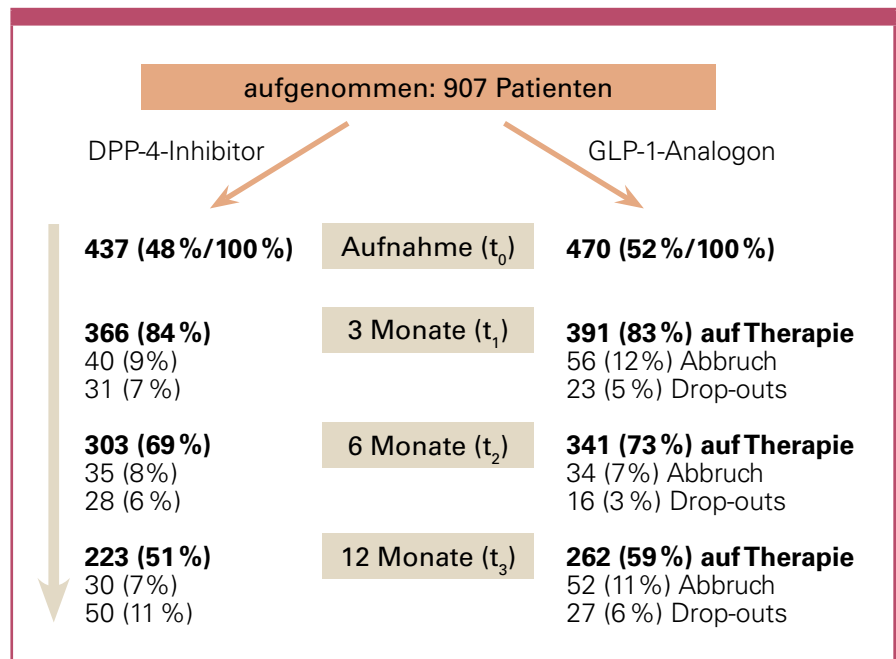 aufgenommen: 907 Patienten
DPP-4-Inhibitor
GLP-1-Analogon
437 (48 %/100 %)
Aufnahme (t0)
470 (52 %/100 %)
366 (84 %)
3 Monate (t1)
391 (83 %) auf Therapie
40 (9%)
56 (12%) Abbruch
31 (7 %)
23 (5 %) Drop-outs
303 (69 %)
6 Monate (t2)
341 (73 %) auf Therapie
35 (8%)
34 (7%) Abbruch
28 (6 %)
16 (3 %) Drop-outs
223 (51 %)
12 Monate (t3)
262 (59 %) auf Therapie
30 (7%)
52 (11%) Abbruch
50 (11 %)
27 (6 %) Drop-outs